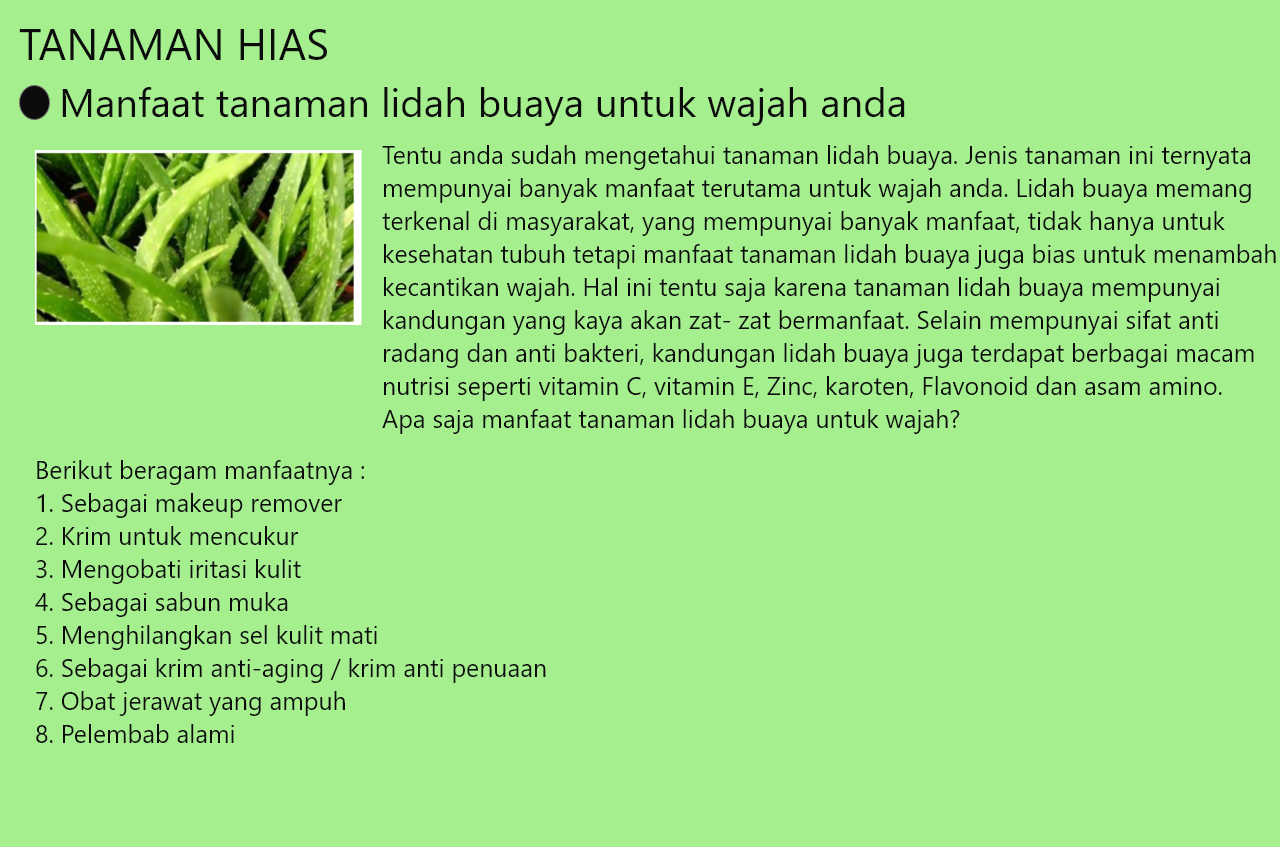 TANAMAN HIAS
Manfaat tanaman lidah buaya untuk wajah anda
Tentu anda sudah mengetahui tanaman lidah buaya. Jenis tanaman ini ternyata
mempunyai banyak manfaat terutama untuk wajah anda. Lidah buaya memang
terkenal di masyarakat, yang mempunyai banyak manfaat, tidak hanya untuk
kesehatan tubuh tetapi manfaat tanaman lidah buaya juga bias untuk menambah
kecantikan wajah. Hal ini tentu saja karena tanaman lidah buaya mempunyai
kandungan yang kaya akan zat- zat bermanfaat. Selain mempunyai sifat anti
radang dan anti bakteri, kandungan lidah buaya juga terdapat berbagai macam
nutrisi seperti vitamin C, vitamin E, Zinc, karoten, Flavonoid dan asam amino.
Apa saja manfaat tanaman lidah buaya untuk wajah?
Berikut beragam manfaatnya :
1. Sebagai makeup remover
2. Krim untuk mencukur
3. Mengobati iritasi kulit
4. Sebagai sabun muka
5. Menghilangkan sel kulit mati
6. Sebagai krim anti-aging / krim anti penuaan
7. Obat jerawat yang ampuh
8. Pelembab alami